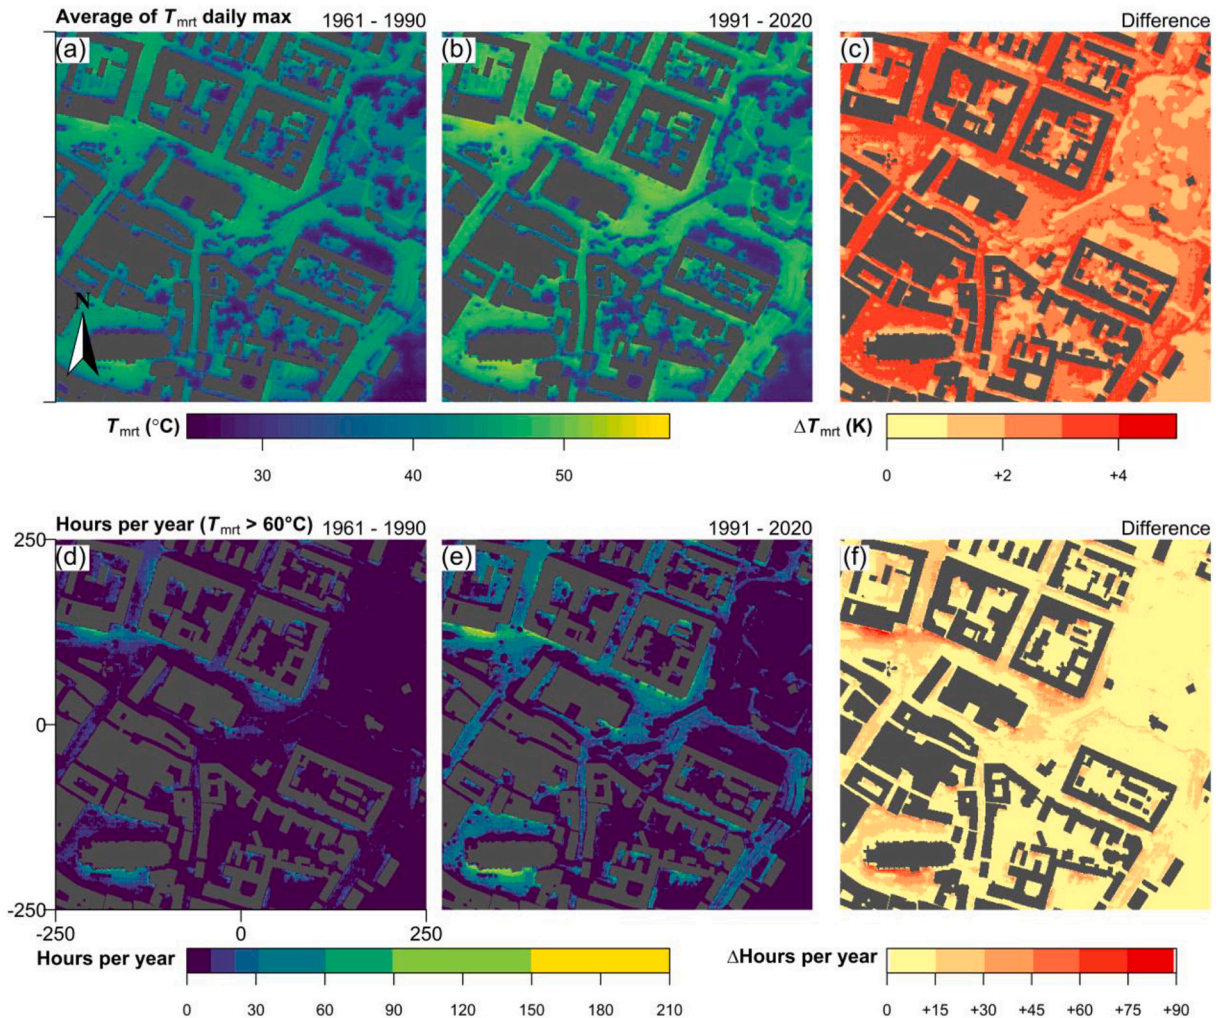 Average of Tmrt daily max 1961 - 1990 1991 - 2020 Difference
(a) (b) (c)
N
Tmrt (°C) ΔTmrt (K)
30 40 50 0 +2 +4
Hours per year (Tmrt > 60°C) 1961 - 1990 1991 - 2020 Difference
250 (d) (e) (f)
0
-250
-250 0 250
Hours per year ΔHours per year
0 30 60 90 120 150 180 210 0 +15 +30 +45 +60 +75 +90